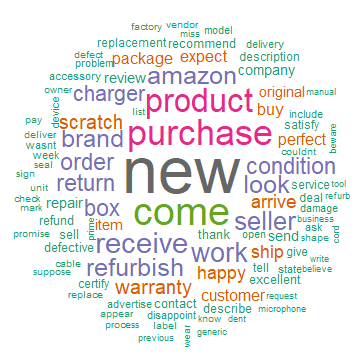 factory vendor
miss model
replacement recommend delivery
defect package expect description
problem
accessory review amazon company
owner charger original manual
device list product buy include
pay scratch satisfy
deliver brand purchase perfect couldnt
wasnt beware
week order new condition
seal service tool
sign return look refurb
unit arrive deal
check repair box come seller damage
mark business
refund item thank open send ask
promise sell prime receive work ship give shape cord
defective
cable refurbish happy tell state believe
suppose certify write
replace warranty customer excellent
request
advertise contact describe microphone
appear disappoint know dent
process label generic
previous wear